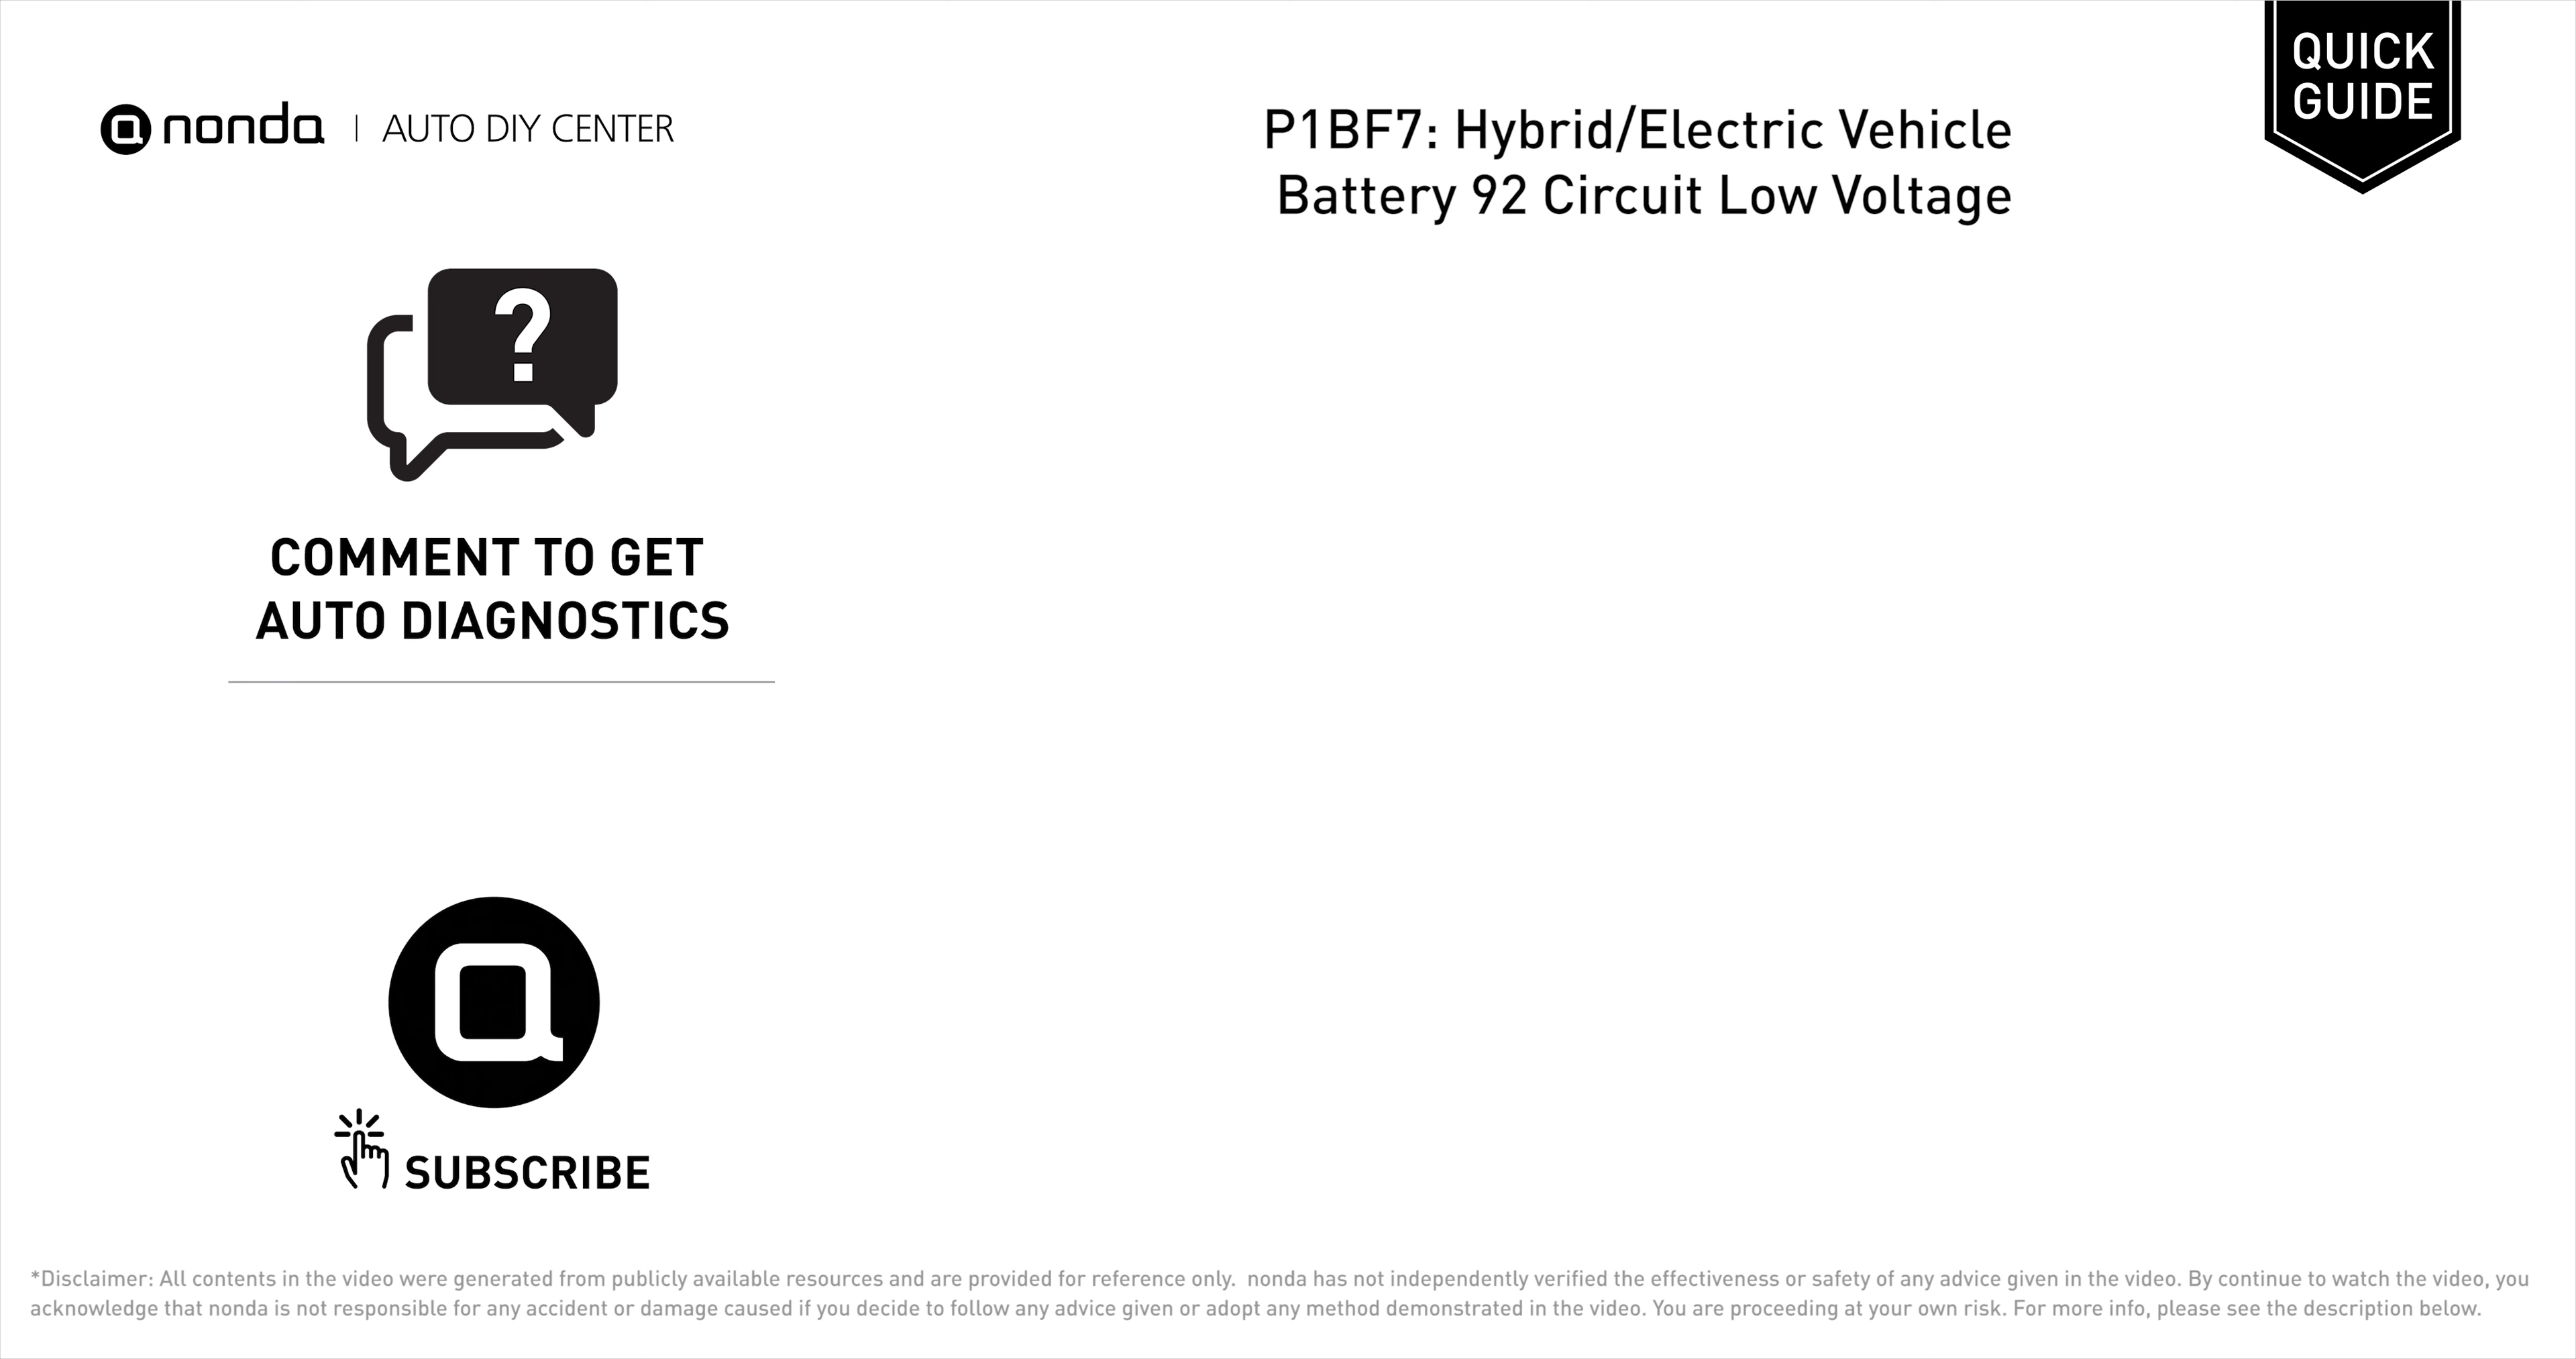 nonda | AUTO DIY CENTER
P1BF7: Hybrid/Electric Vehicle
Battery 92 Circuit Low Voltage
QUICK
GUIDE
?
COMMENT TO GET
AUTO DIAGNOSTICS
SUBSCRIBE
*Disclaimer: All contents in the video were generated from publicly available resources and are provided for reference only. nonda has not independently verified the effectiveness or safety of any advice given in the video. By continue to watch the video, you
acknowledge that nonda is not responsible for any accident or damage caused if you decide to follow any advice given or adopt any method demonstrated in the video. You are proceeding at your own risk. For more info, please see the description below.